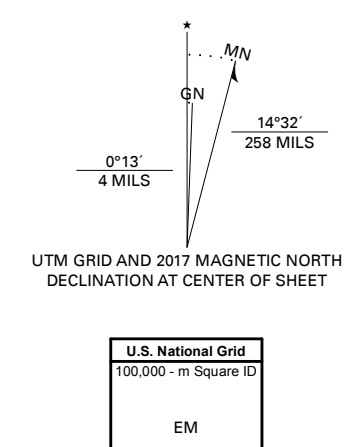 ★
MN
GN
14°32´
258 MILS
0°13´
4 MILS
UTM GRID AND 2017 MAGNETIC NORTH
DECLINATION AT CENTER OF SHEET
U.S. National Grid
100,000 - m Square ID
EM